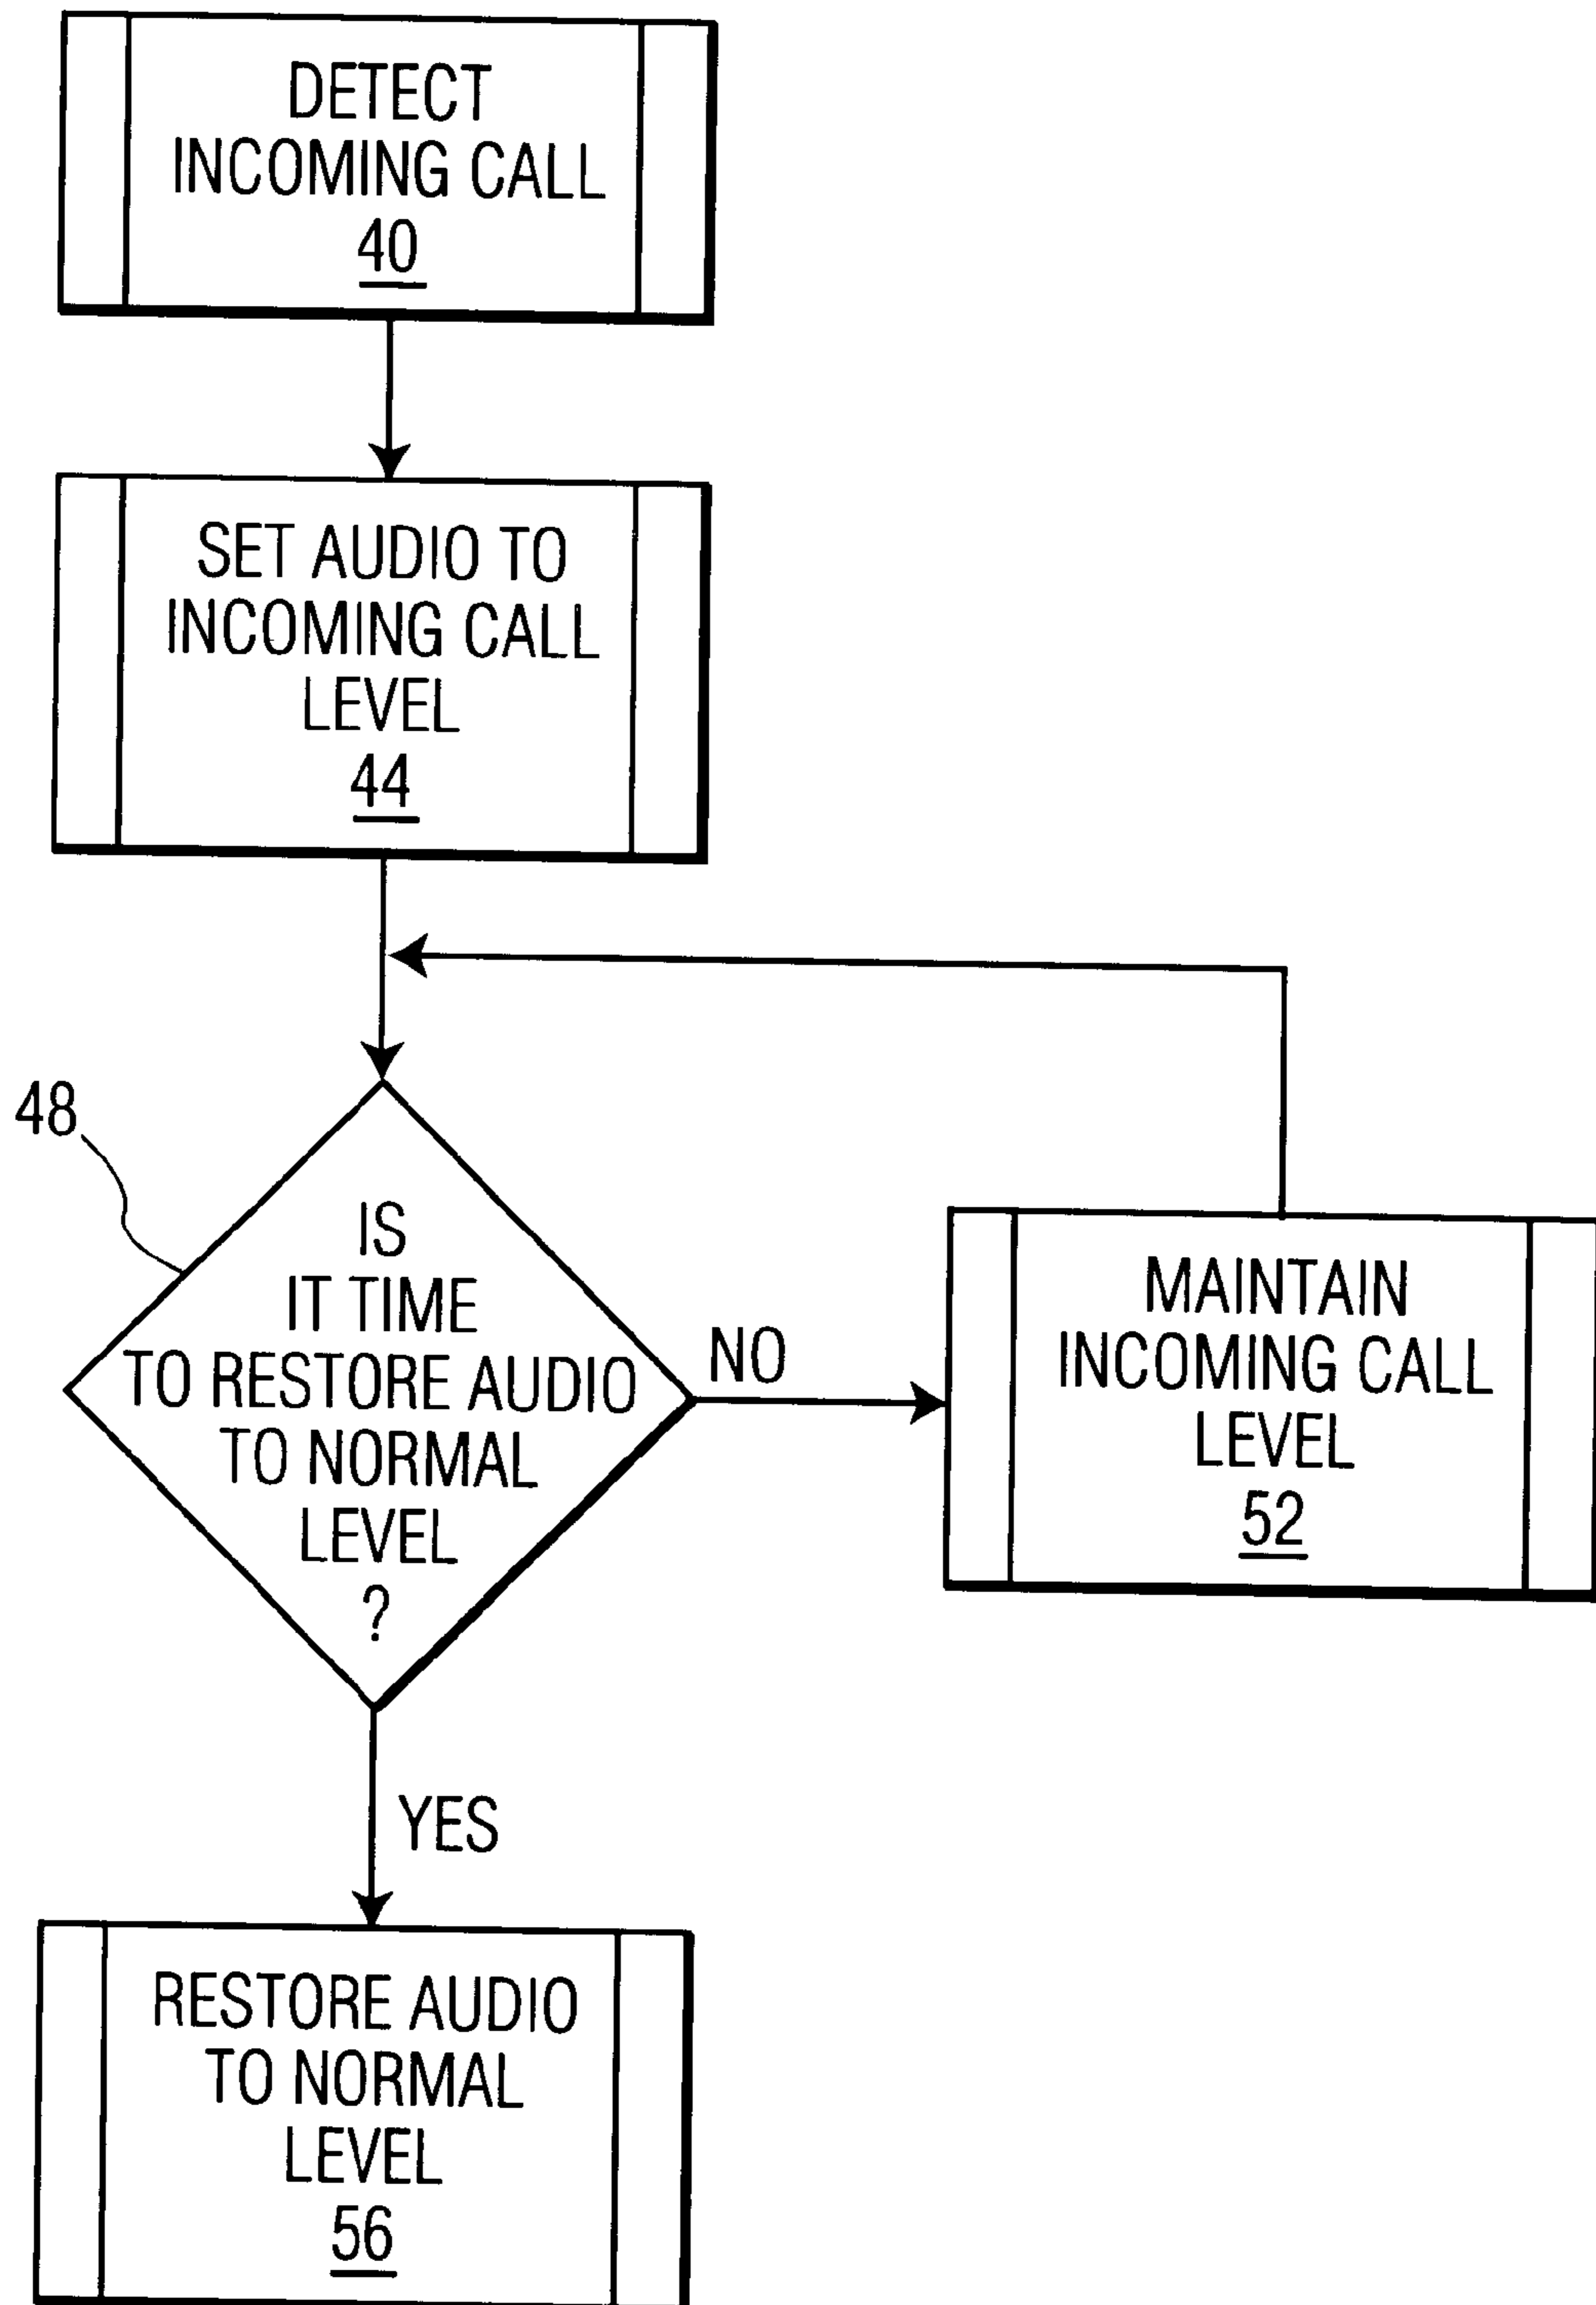 DETECT
INCOMING CALL
40
SET AUDIO TO
INCOMING CALL
LEVEL
44
48
IS
IT TIME
TO RESTORE AUDIO
TO NORMAL
LEVEL
?
NO
MAINTAIN
INCOMING CALL
LEVEL
52
YES
RESTORE AUDIO
TO NORMAL
LEVEL
56